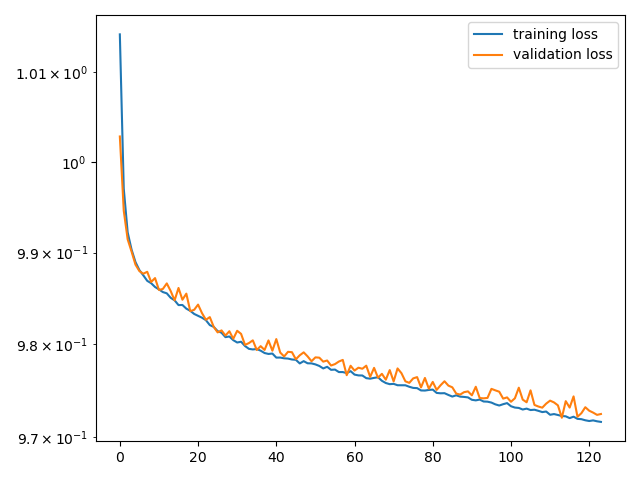 training loss
validation loss
1.01 × 10⁰
10⁰
9.9 × 10⁻¹
9.8 × 10⁻¹
9.7 × 10⁻¹
0 20 40 60 80 100 120